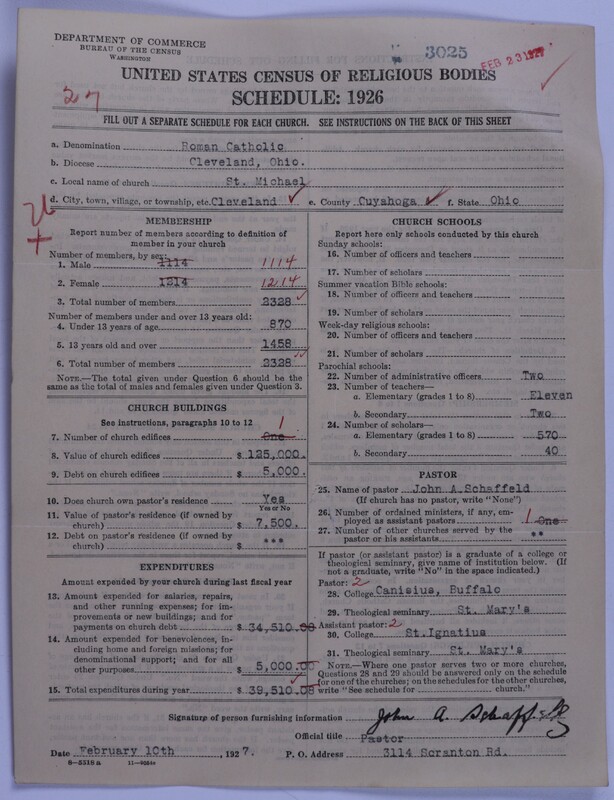 DEPARTMENT OF COMMERCE
BUREAU OF THE CENSUS
WASHINGTON
3025
FEB 23 1927
UNITED STATES CENSUS OF RELIGIOUS BODIES
SCHEDULE: 1926
27
FILL OUT A SEPARATE SCHEDULE FOR EACH CHURCH. SEE INSTRUCTIONS ON THE BACK OF THIS SHEET
a. Denomination Roman Catholic
b. Diocese Cleveland, Ohio.
c. Local name of church St. Michael
d. City, town, village, or township, etc. Cleveland e. County Cuyahoga f. State Ohio
MEMBERSHIP
Report number of members according to definition of
member in your church
Number of members, by sex:
1. Male 1114 1114
2. Female 1214 1214
3. Total number of members 2328
Number of members under and over 13 years old:
4. Under 13 years of age 870
5. 13 years old and over 1458
6. Total number of members 2328
NOTE.—The total given under Question 6 should be the
same as the total of males and females given under Question 3.
CHURCH BUILDINGS
See instructions, paragraphs 10 to 12
7. Number of church edifices One 1
8. Value of church edifices $ 125,000.
9. Debt on church edifices $ 5,000.
10. Does church own pastor's residence Yes
Yes or No
11. Value of pastor's residence (if owned by
church) $ 7,500.
12. Debt on pastor's residence (if owned by
church) $ ***
EXPENDITURES
Amount expended by your church during last fiscal year
13. Amount expended for salaries, repairs,
and other running expenses; for im-
provements or new buildings; and for
payments on church debt $ 34,510.08
14. Amount expended for benevolences, in-
cluding home and foreign missions; for
denominational support; and for all
other purposes $ 5,000.00
15. Total expenditures during year $ 39,510.08
CHURCH SCHOOLS
Report here only schools conducted by this church
Sunday schools:
16. Number of officers and teachers
17. Number of scholars
Summer vacation Bible schools:
18. Number of officers and teachers
19. Number of scholars
Week-day religious schools:
20. Number of officers and teachers
21. Number of scholars
Parochial schools:
22. Number of administrative officers Two
23. Number of teachers—
a. Elementary (grades 1 to 8) Eleven
b. Secondary Two
24. Number of scholars—
a. Elementary (grades 1 to 8) 570
b. Secondary 40
PASTOR
25. Name of pastor John A. Schaffeld
(If church has no pastor, write "None")
26. Number of ordained ministers, if any, em-
ployed as assistant pastors 1 One
27. Number of other churches served by the
pastor or his assistants **
If pastor (or assistant pastor) is a graduate of a college or
theological seminary, give name of institution below. (If
not a graduate, write "No" in the space indicated.)
Pastor: 2
28. College Canisius, Buffalo
29. Theological seminary St. Mary's
Assistant pastor: 2
30. College St. Ignatius
31. Theological seminary St. Mary's
NOTE.—Where one pastor serves two or more churches,
Questions 28 and 29 should be answered only on the schedule
for one of the churches; on the schedules for the other churches,
write "See schedule for church."
Signature of person furnishing information John A. Schaffeld
Official title Pastor
Date February 10th, 1927. P. O. Address 3114 Scranton Rd.
8-5518a 11-9054a